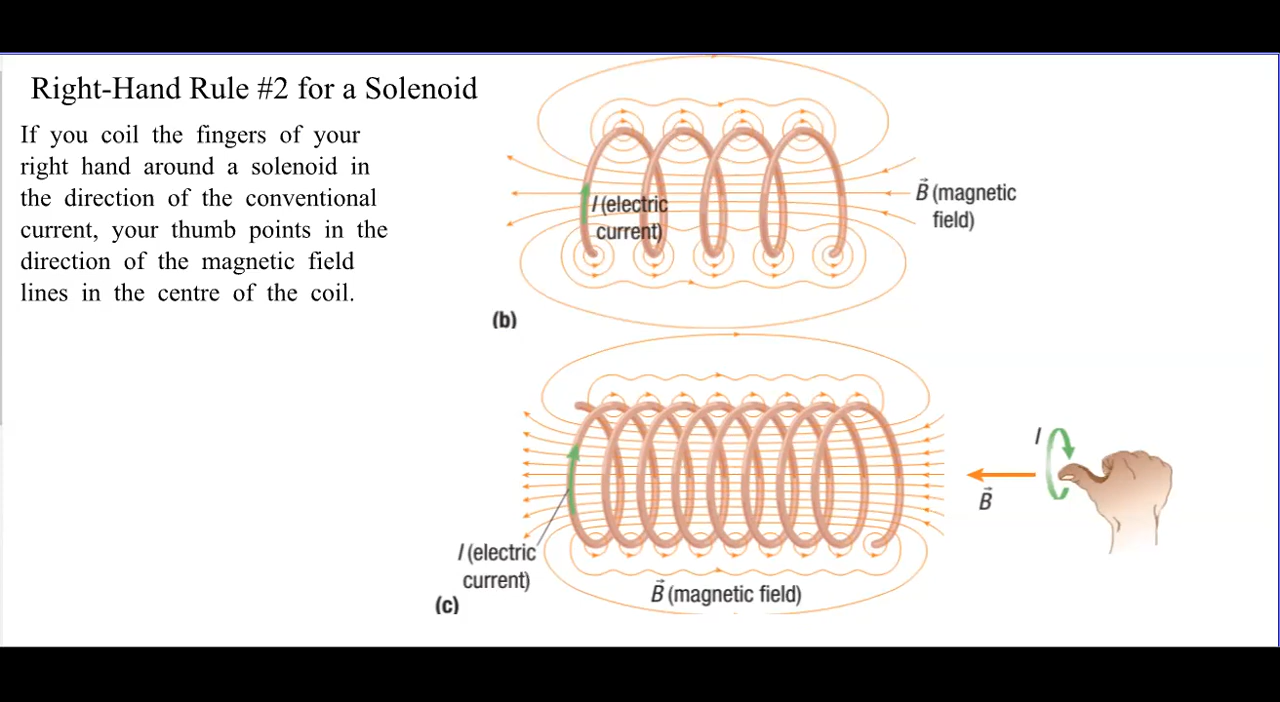 Right-Hand Rule #2 for a Solenoid
If you coil the fingers of your
right hand around a solenoid in
the direction of the conventional
current, your thumb points in the
direction of the magnetic field
lines in the centre of the coil.
I (electric
current)
B⃗ (magnetic
field)
(b)
I
B⃗
I (electric
current)
B⃗ (magnetic field)
(c)